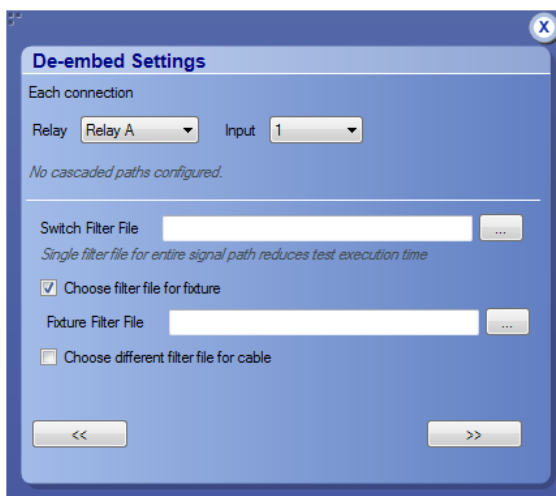 X
De-embed Settings
Each connection
Relay Relay A Input 1
No cascaded paths configured.
Switch Filter File ...
Single filter file for entire signal path reduces test execution time
Choose filter file for fixture
Fixture Filter File ...
Choose different filter file for cable
<< >>